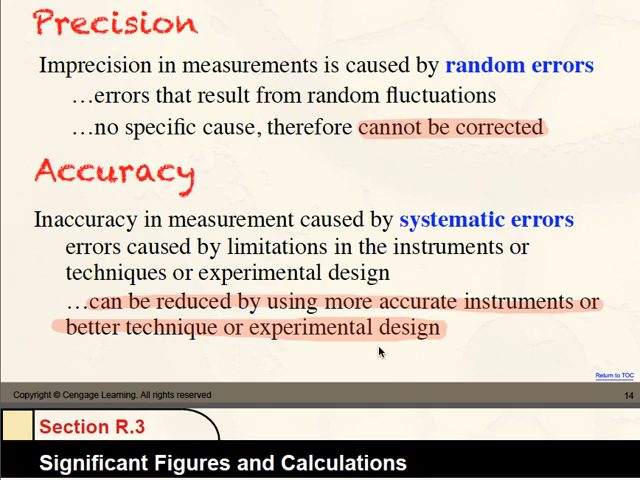 Precision
Imprecision in measurements is caused by random errors
…errors that result from random fluctuations
…no specific cause, therefore cannot be corrected
Accuracy
Inaccuracy in measurement caused by systematic errors
errors caused by limitations in the instruments or
techniques or experimental design
…can be reduced by using more accurate instruments or
better technique or experimental design
Return to TOC
Copyright © Cengage Learning. All rights reserved 14
Section R.3
Significant Figures and Calculations